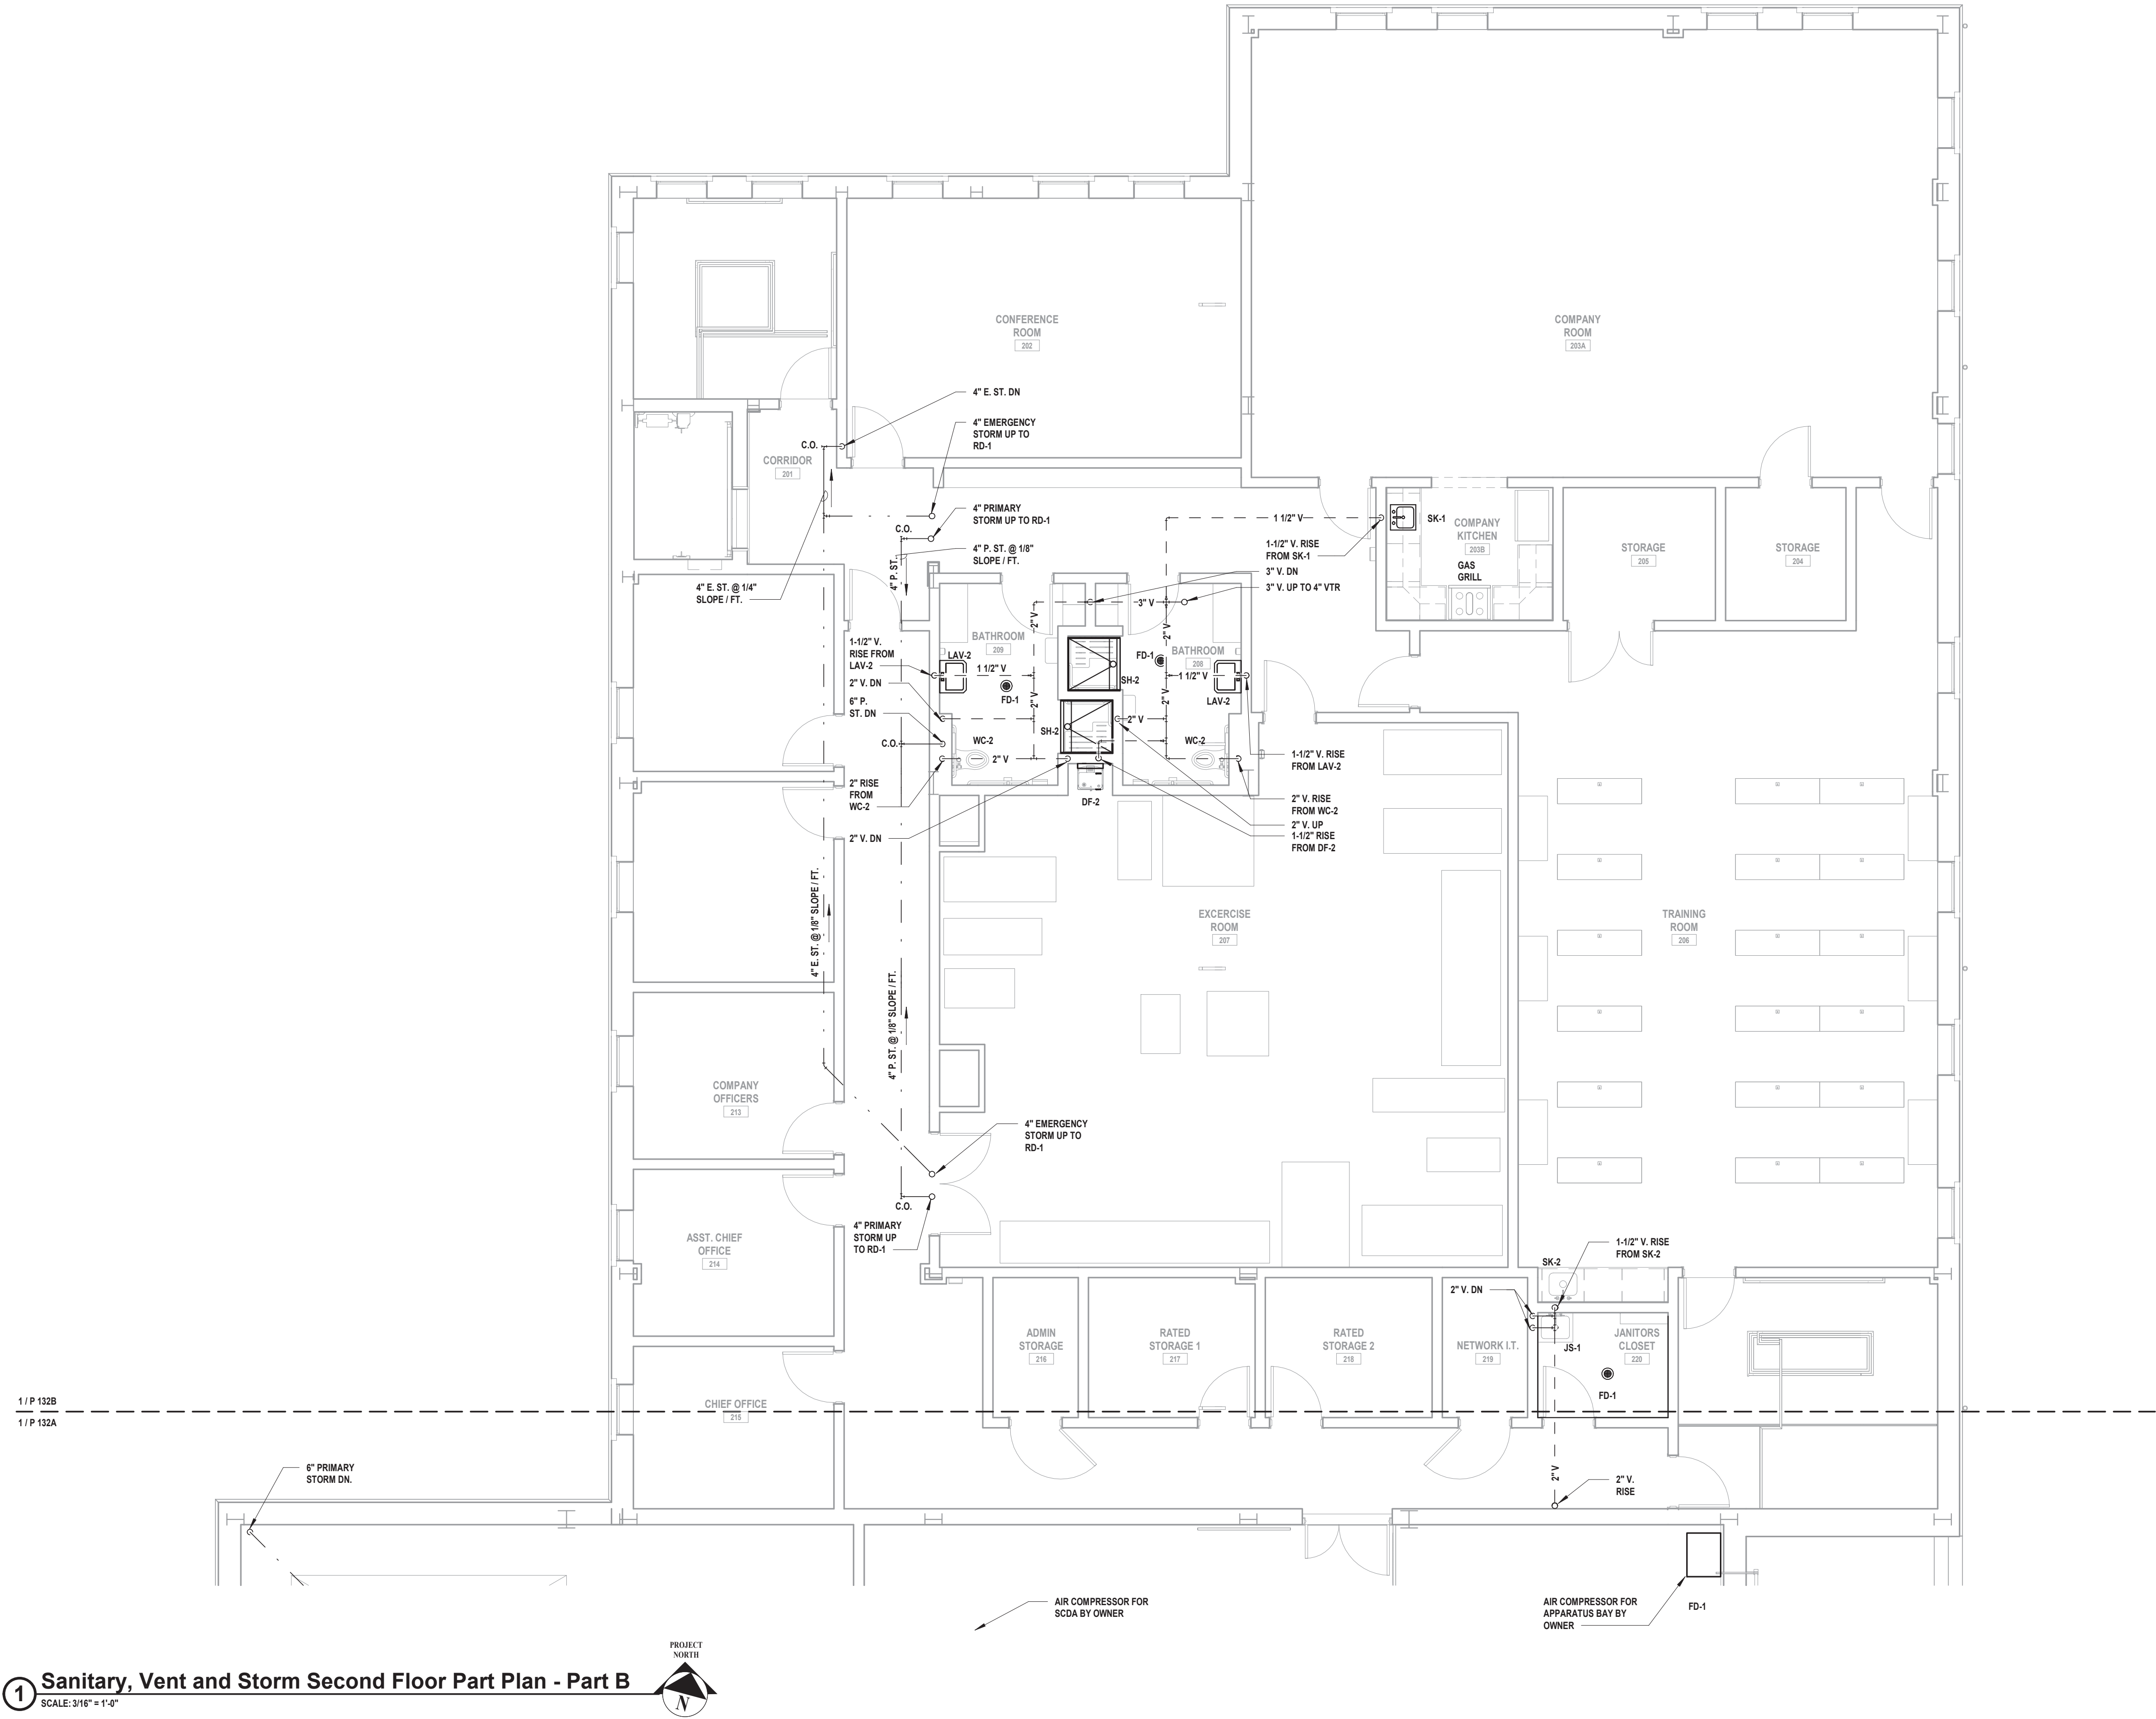 CONFERENCE
ROOM
202
COMPANY
ROOM
203A
4" E. ST. DN
4" EMERGENCY
STORM UP TO
RD-1
C.O.
CORRIDOR
201
4" PRIMARY
STORM UP TO RD-1
C.O.
4" P. ST. @ 1/8"
SLOPE / FT.
4" P. ST.
4" E. ST. @ 1/4"
SLOPE / FT.
1 1/2" V
SK-1
COMPANY
KITCHEN
203B
GAS
GRILL
STORAGE
205
STORAGE
204
1-1/2" V. RISE
FROM SK-1
3" V. DN
3" V. UP TO 4" VTR
3" V
2" V
2" V
BATHROOM
209
BATHROOM
208
1-1/2" V.
RISE FROM
LAV-2
LAV-2
1 1/2" V
FD-1
FD-1
SH-2
1 1/2" V
LAV-2
2" V
2" V
2" V. DN
6" P.
ST. DN
C.O.
WC-2
SH-2
2" V
WC-2
2" V
2" RISE
FROM
WC-2
DF-2
2" V. DN
1-1/2" V. RISE
FROM LAV-2
2" V. RISE
FROM WC-2
2" V. UP
1-1/2" RISE
FROM DF-2
4" E. ST. @ 1/8" SLOPE / FT.
4" P. ST. @ 1/8" SLOPE / FT.
EXCERCISE
ROOM
207
TRAINING
ROOM
206
COMPANY
OFFICERS
213
4" EMERGENCY
STORM UP TO
RD-1
C.O.
4" PRIMARY
STORM UP
TO RD-1
ASST. CHIEF
OFFICE
214
1-1/2" V. RISE
FROM SK-2
SK-2
2" V. DN
ADMIN
STORAGE
216
RATED
STORAGE 1
217
RATED
STORAGE 2
218
NETWORK I.T.
219
JS-1
JANITORS
CLOSET
220
FD-1
CHIEF OFFICE
215
1 / P 132B
1 / P 132A
6" PRIMARY
STORM DN.
2" V
2" V.
RISE
AIR COMPRESSOR FOR
SCDA BY OWNER
AIR COMPRESSOR FOR
APPARATUS BAY BY
OWNER
FD-1
PROJECT
NORTH
N
1
Sanitary, Vent and Storm Second Floor Part Plan - Part B
SCALE: 3/16" = 1'-0"